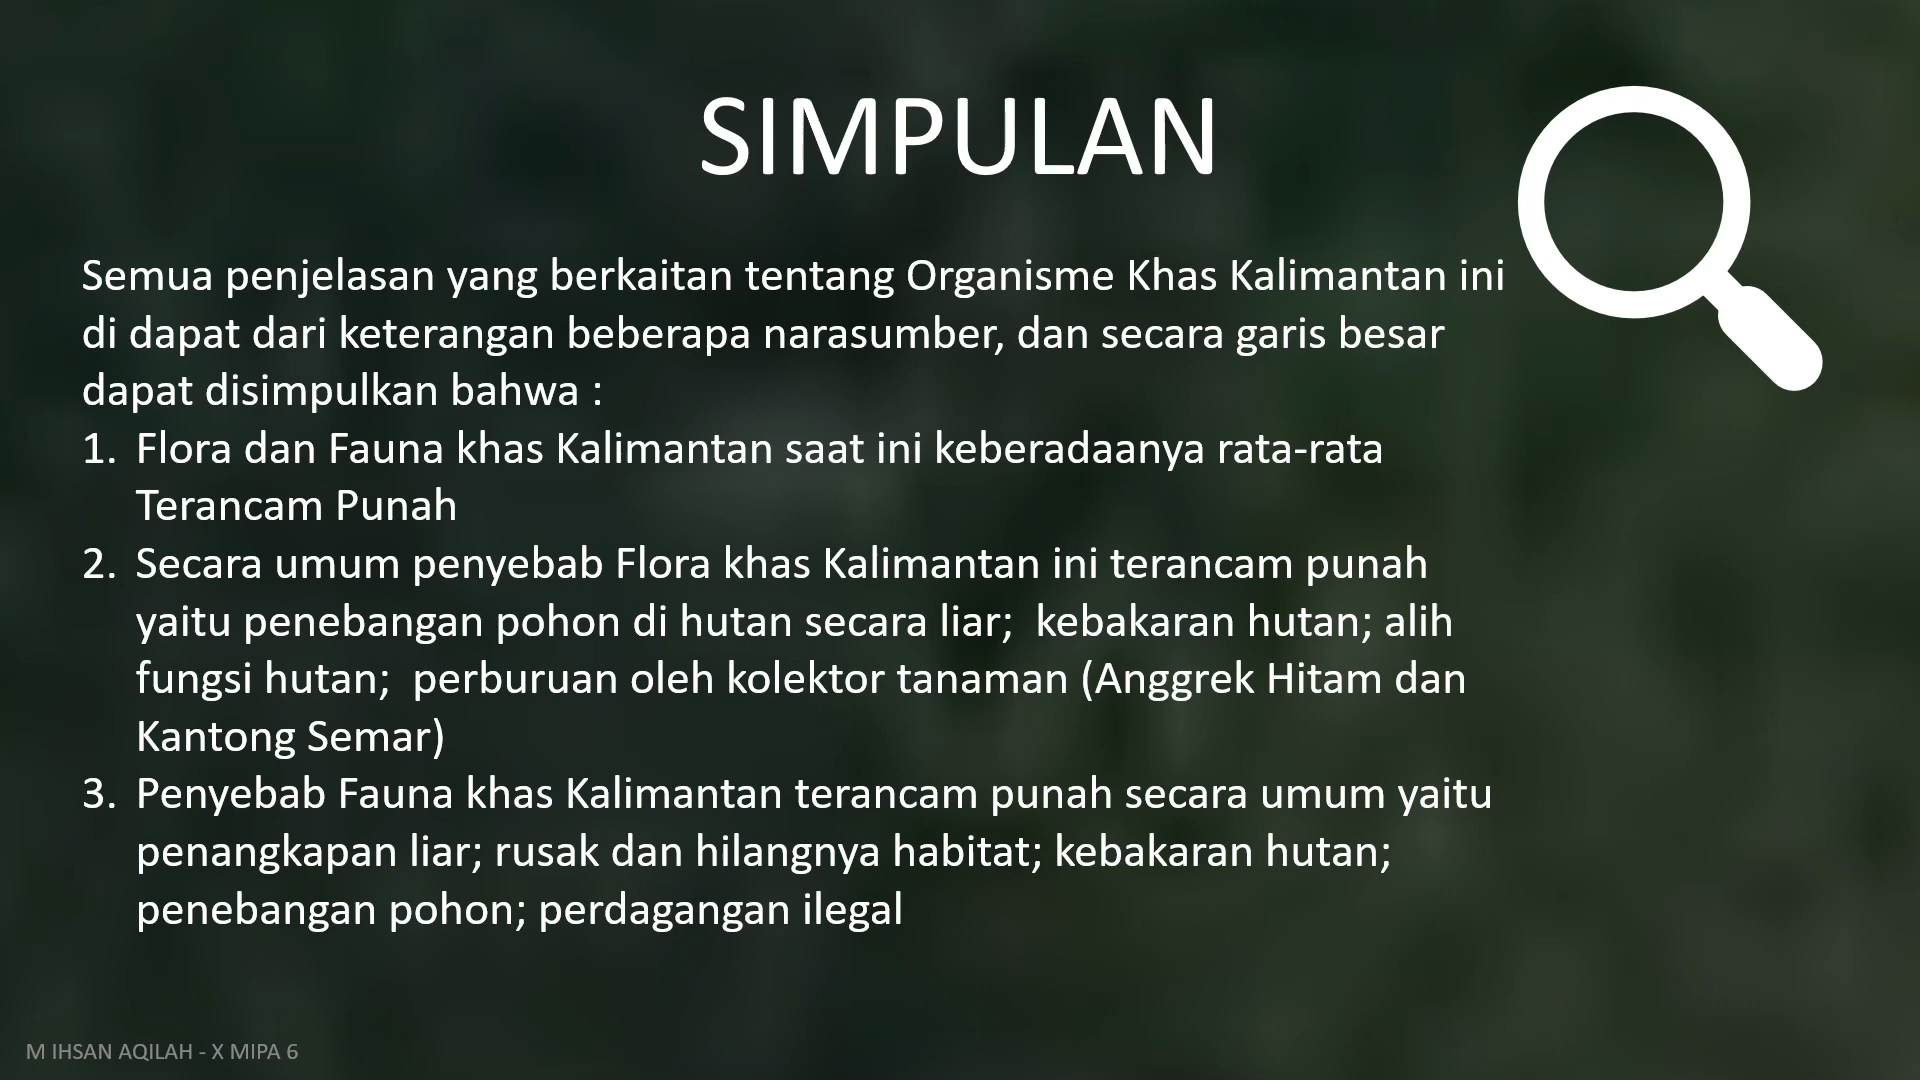 SIMPULAN
Semua penjelasan yang berkaitan tentang Organisme Khas Kalimantan ini
di dapat dari keterangan beberapa narasumber, dan secara garis besar
dapat disimpulkan bahwa :
1. Flora dan Fauna khas Kalimantan saat ini keberadaanya rata-rata
Terancam Punah
2. Secara umum penyebab Flora khas Kalimantan ini terancam punah
yaitu penebangan pohon di hutan secara liar;  kebakaran hutan; alih
fungsi hutan;  perburuan oleh kolektor tanaman (Anggrek Hitam dan
Kantong Semar)
3. Penyebab Fauna khas Kalimantan terancam punah secara umum yaitu
penangkapan liar; rusak dan hilangnya habitat; kebakaran hutan;
penebangan pohon; perdagangan ilegal
M IHSAN AQILAH - X MIPA 6